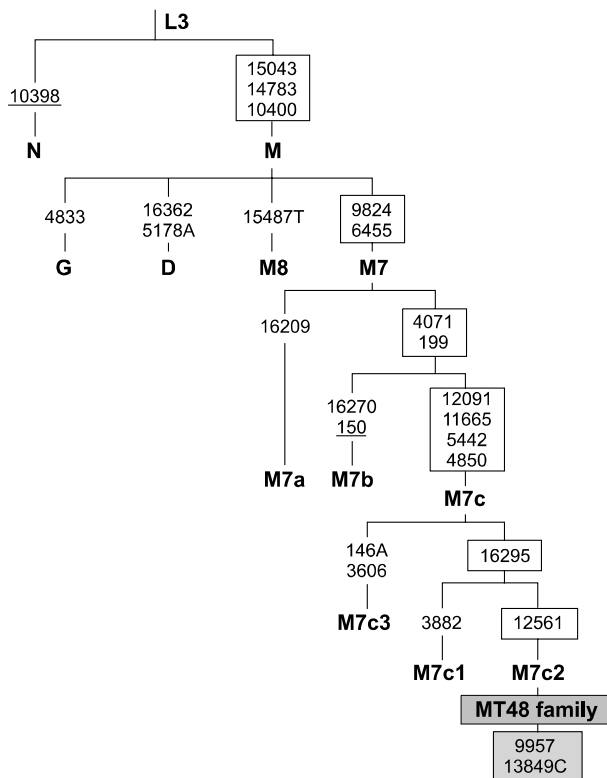 L3
10398
15043
14783
10400
N
M
4833
16362
5178A
15487T
9824
6455
G
D
M8
M7
16209
4071
199
16270
150
12091
11665
5442
4850
M7a
M7b
M7c
146A
3606
16295
M7c3
3882
12561
M7c1
M7c2
MT48 family
9957
13849C